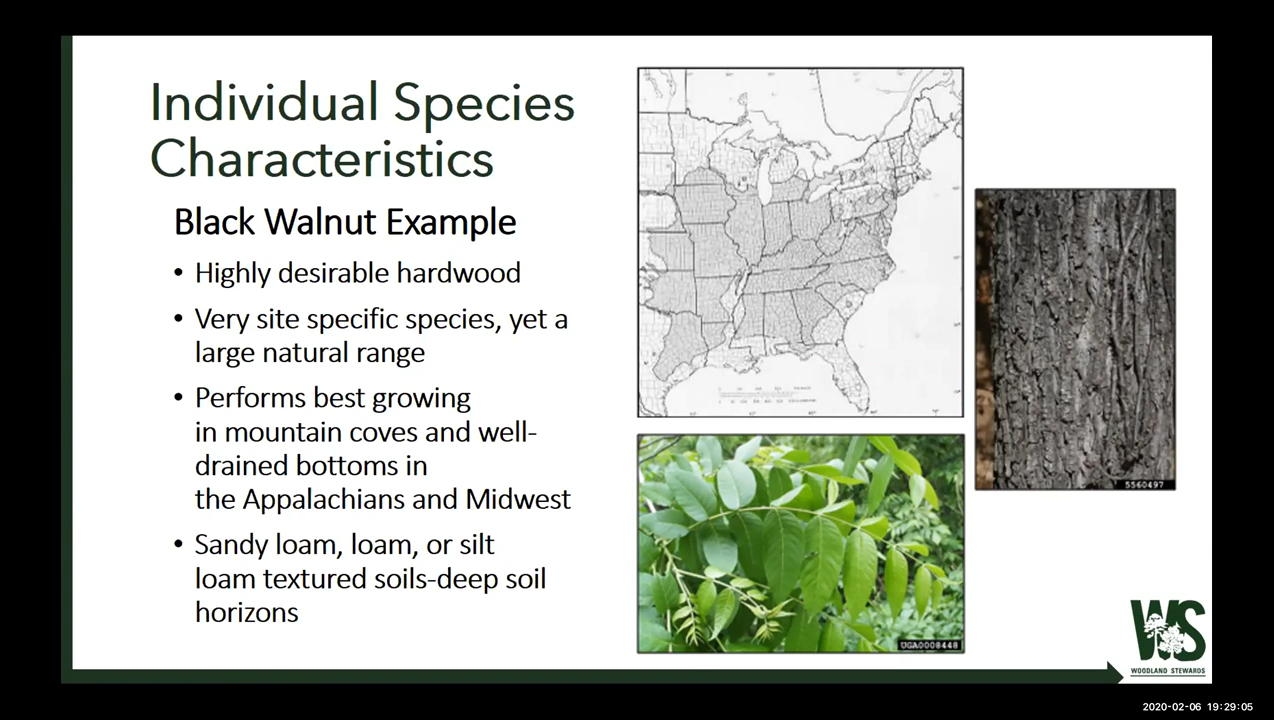 Individual Species
Characteristics
Black Walnut Example
• Highly desirable hardwood
• Very site specific species, yet a
large natural range
• Performs best growing
in mountain coves and well-
drained bottoms in
the Appalachians and Midwest
• Sandy loam, loam, or silt
loam textured soils-deep soil
horizons
5560497
UGA0008448
WS
WOODLAND STEWARDS
2020-02-06 19:29:05